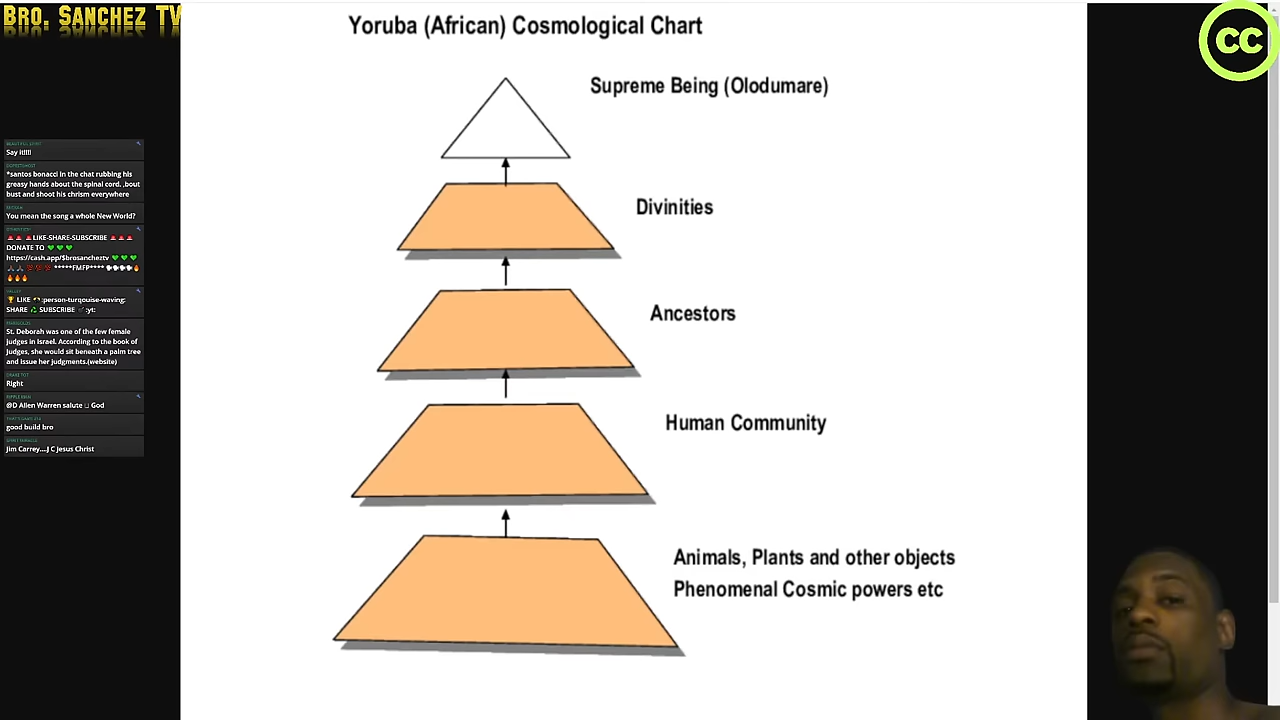 BRO. SANCHEZ TV
Yoruba (African) Cosmological Chart
CC
Supreme Being (Olodumare)
Divinities
Ancestors
Human Community
Animals, Plants and other objects
Phenomenal Cosmic powers etc
Say it!!!!
*santos bonacci in the chat rubbing his
greasy hands about the spinal cord. ,bout
bust and shoot his chrism everywhere
You mean the song a whole New World?
LIKE-SHARE-SUBSCRIBE
DONATE TO
https://cash.app/$brosancheztv
*****FMFP****
LIKE :person-turqouise-waving:
SHARE SUBSCRIBE :yt:
St. Deborah was one of the few female
judges in Israel. According to the book of
Judges, she would sit beneath a palm tree
and issue her judgments.(website)
Right
@D Allen Warren salute God
good build bro
Jim Carrey....J C Jesus Christ